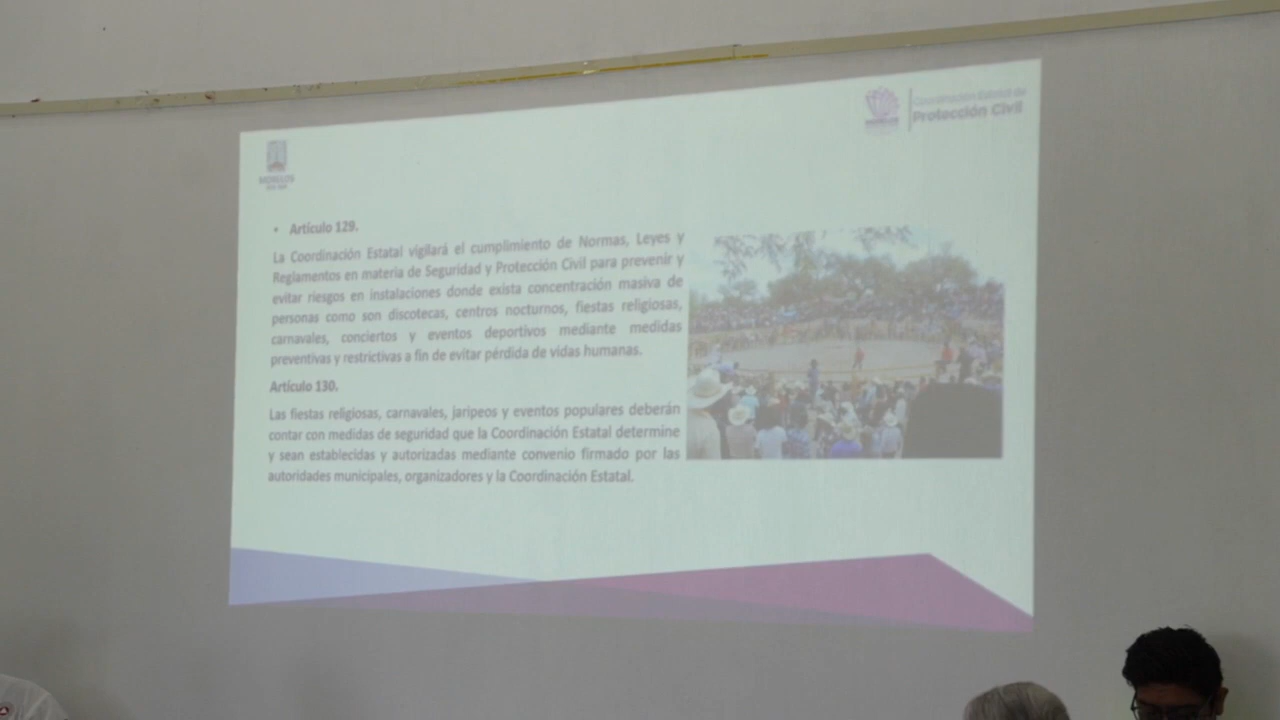 MORELOS
Coordinación Estatal de
Protección Civil
MORELOS
• Artículo 129.
La Coordinación Estatal vigilará el cumplimiento de Normas, Leyes y
Reglamentos en materia de Seguridad y Protección Civil para prevenir y
evitar riesgos en instalaciones donde exista concentración masiva de
personas como son discotecas, centros nocturnos, fiestas religiosas,
carnavales, conciertos y eventos deportivos mediante medidas
preventivas y restrictivas a fin de evitar pérdida de vidas humanas.
Artículo 130.
Las fiestas religiosas, carnavales, jaripeos y eventos populares deberán
contar con medidas de seguridad que la Coordinación Estatal determine
y sean establecidas y autorizadas mediante convenio firmado por las
autoridades municipales, organizadores y la Coordinación Estatal.